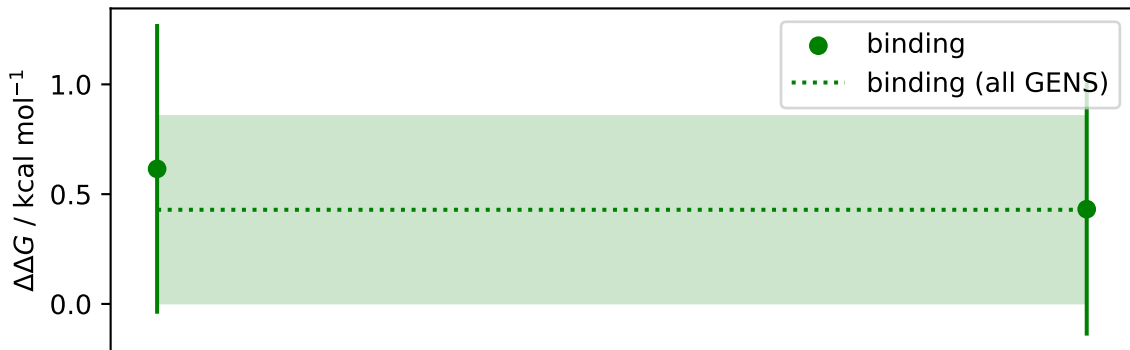 binding
binding (all GENS)
1.0
0.5
0.0
ΔΔG / kcal mol⁻¹